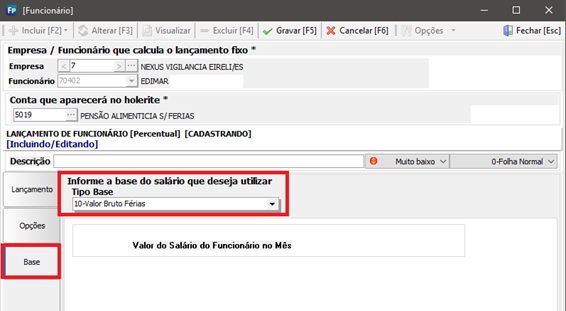 Fp [Funcionário]
Incluir [F2] Alterar [F3] Visualizar Excluir [F4] Gravar [F5] Cancelar [F6] Opções Fechar [Esc]
Empresa / Funcionário que calcula o lançamento fixo *
Empresa < 7 > ... NEXUS VIGILANCIA EIRELI/ES
Funcionário 70402 EDIMAR
Conta que aparecerá no holerite *
5019 ... PENSÃO ALIMENTICIA S/ FERIAS
LANÇAMENTO DE FUNCIONÁRIO [Percentual] [CADASTRANDO]
[Incluindo/Editando]
Descrição Muito baixo 0-Folha Normal
Lançamento
Opções
Base
Informe a base do salário que deseja utilizar
Tipo Base
10-Valor Bruto Férias
Valor do Salário do Funcionário no Mês